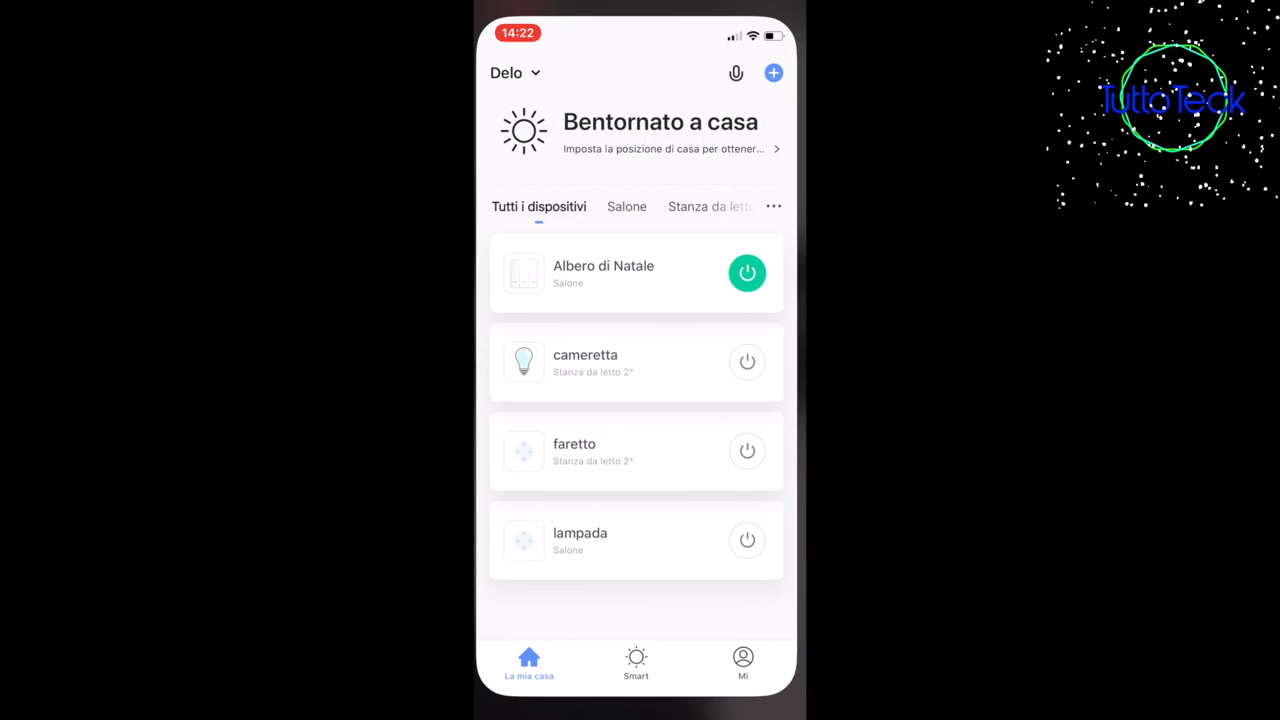 14:22
Delo
Bentornato a casa
Imposta la posizione di casa per ottener...
Tutti i dispositivi Salone Stanza da letto
Albero di Natale
Salone
cameretta
Stanza da letto 2°
faretto
Stanza da letto 2°
lampada
Salone
La mia casa Smart Mi
TuttoTeck